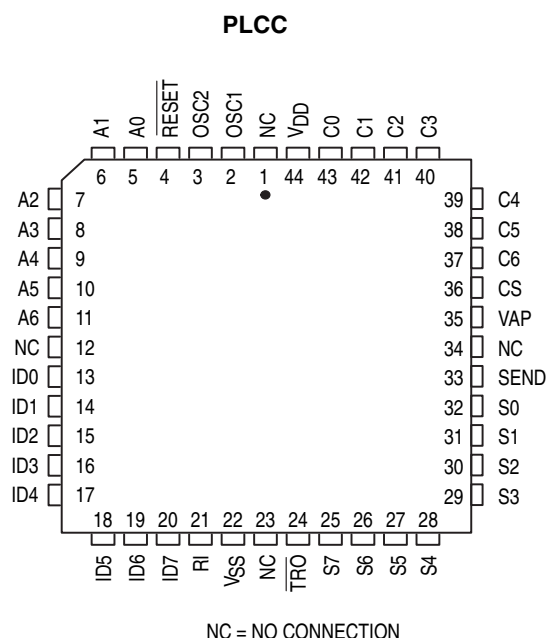 PLCC
A1 A0 RESET OSC2 OSC1 NC VDD C0 C1 C2 C3
6 5 4 3 2 1 44 43 42 41 40
A2 7 39 C4
A3 8 38 C5
A4 9 37 C6
A5 10 36 CS
A6 11 35 VAP
NC 12 34 NC
ID0 13 33 SEND
ID1 14 32 S0
ID2 15 31 S1
ID3 16 30 S2
ID4 17 29 S3
18 19 20 21 22 23 24 25 26 27 28
ID5 ID6 ID7 RI VSS NC TRO S7 S6 S5 S4
NC = NO CONNECTION